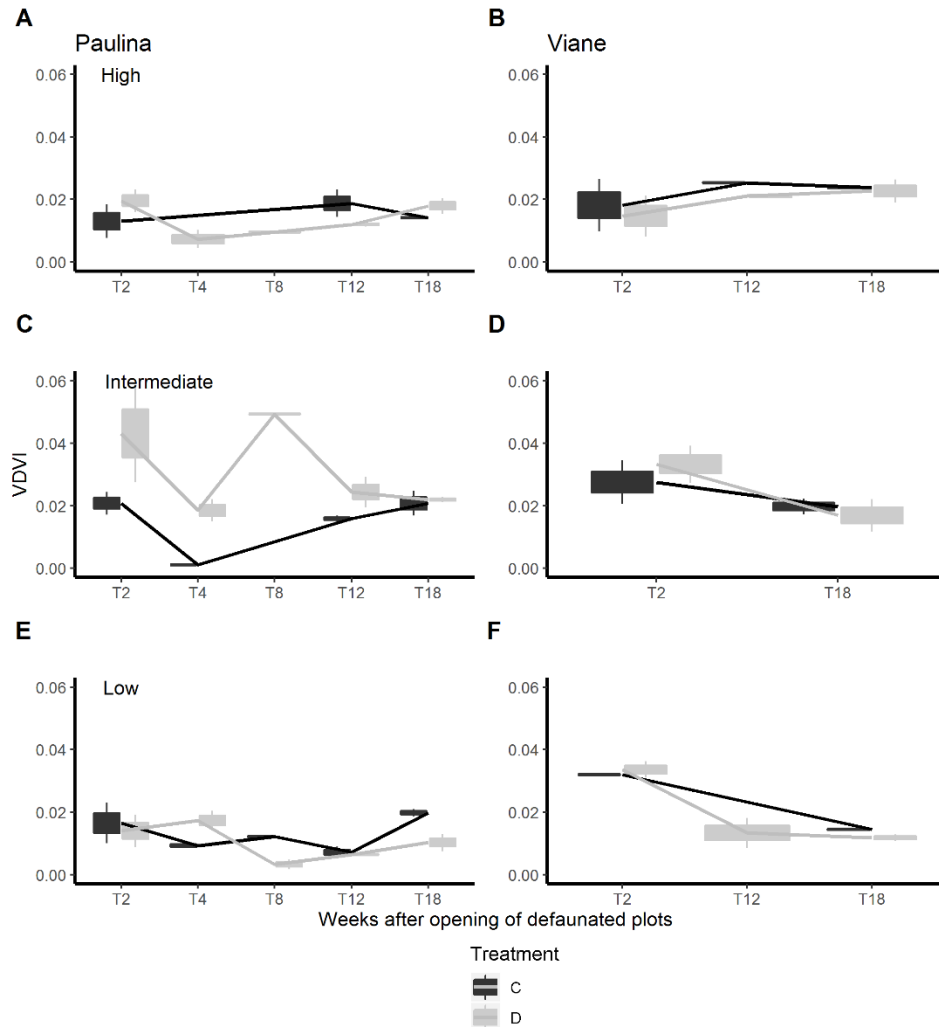 A
B
Paulina
Viane
High
0.06
0.04
0.02
0.00
T2
T4
T8
T12
T18
0.06
0.04
0.02
0.00
T2
T12
T18
C
D
Intermediate
VDVI
0.06
0.04
0.02
0.00
T2
T4
T8
T12
T18
0.06
0.04
0.02
0.00
T2
T18
E
F
Low
0.06
0.04
0.02
0.00
T2
T4
T8
T12
T18
0.06
0.04
0.02
0.00
T2
T12
T18
Weeks after opening of defaunated plots
Treatment
C
D